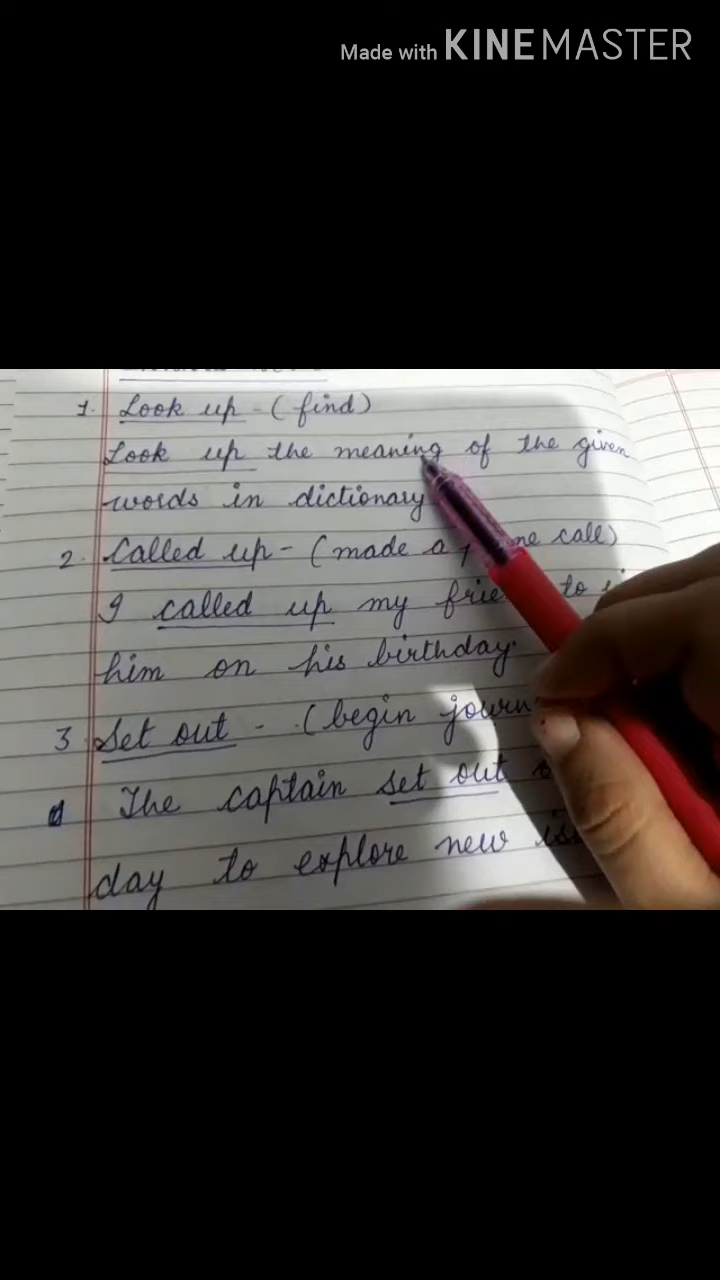 Made with KINEMASTER
1. Look up - (find)
Look up the meaning of the given
words in dictionary
2. Called up - (made a call)
I called up my to
him on his birthday.
3 Set out - (begin
The captain set out
day to explore new